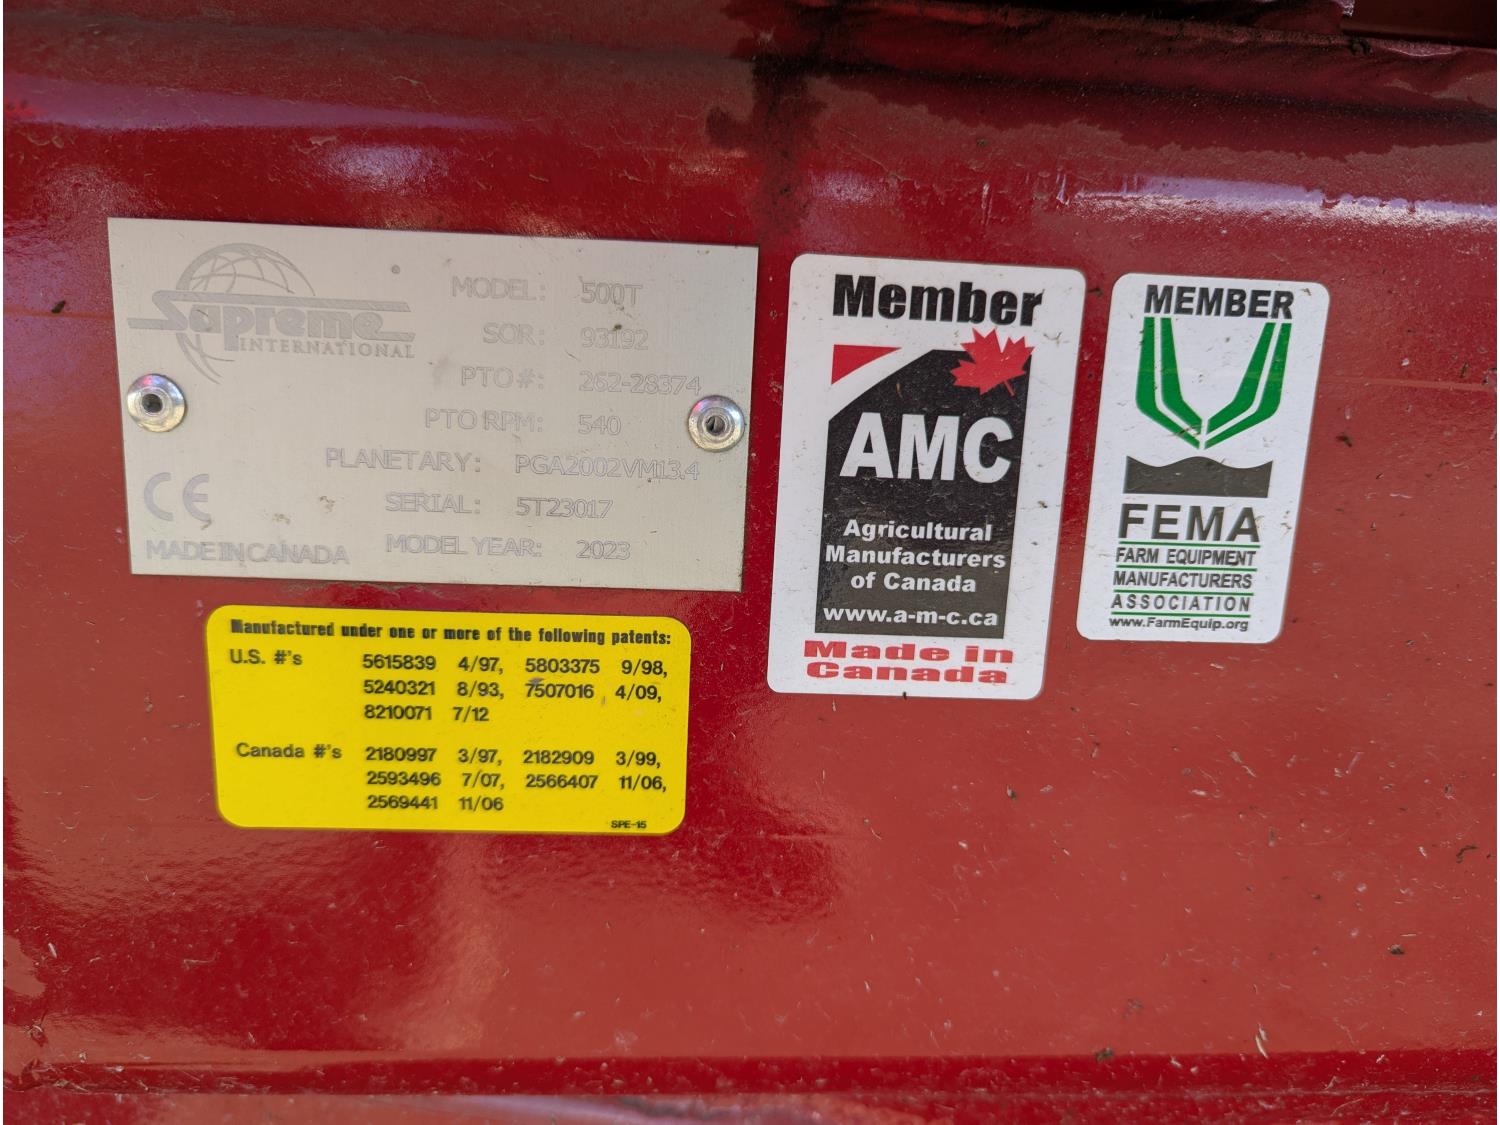 Supreme
INTERNATIONAL
MODEL: 500T
SOR: 93192
PTO#: 262-28374
PTO RPM: 540
PLANETARY: PGA2002VM13.4
SERIAL: 5T23017
MODEL YEAR: 2023
CE
MADE IN CANADA
Manufactured under one or more of the following patents:
U.S. #'s 5615839 4/97, 5803375 9/98,
5240321 8/93, 7507016 4/09,
8210071 7/12
Canada #'s 2180997 3/97, 2182909 3/99,
2593496 7/07, 2566407 11/06,
2569441 11/06
SPE-15
Member
AMC
Agricultural
Manufacturers
of Canada
www.a-m-c.ca
Made in
Canada
MEMBER
FEMA
FARM EQUIPMENT
MANUFACTURERS
ASSOCIATION
www.FarmEquip.org